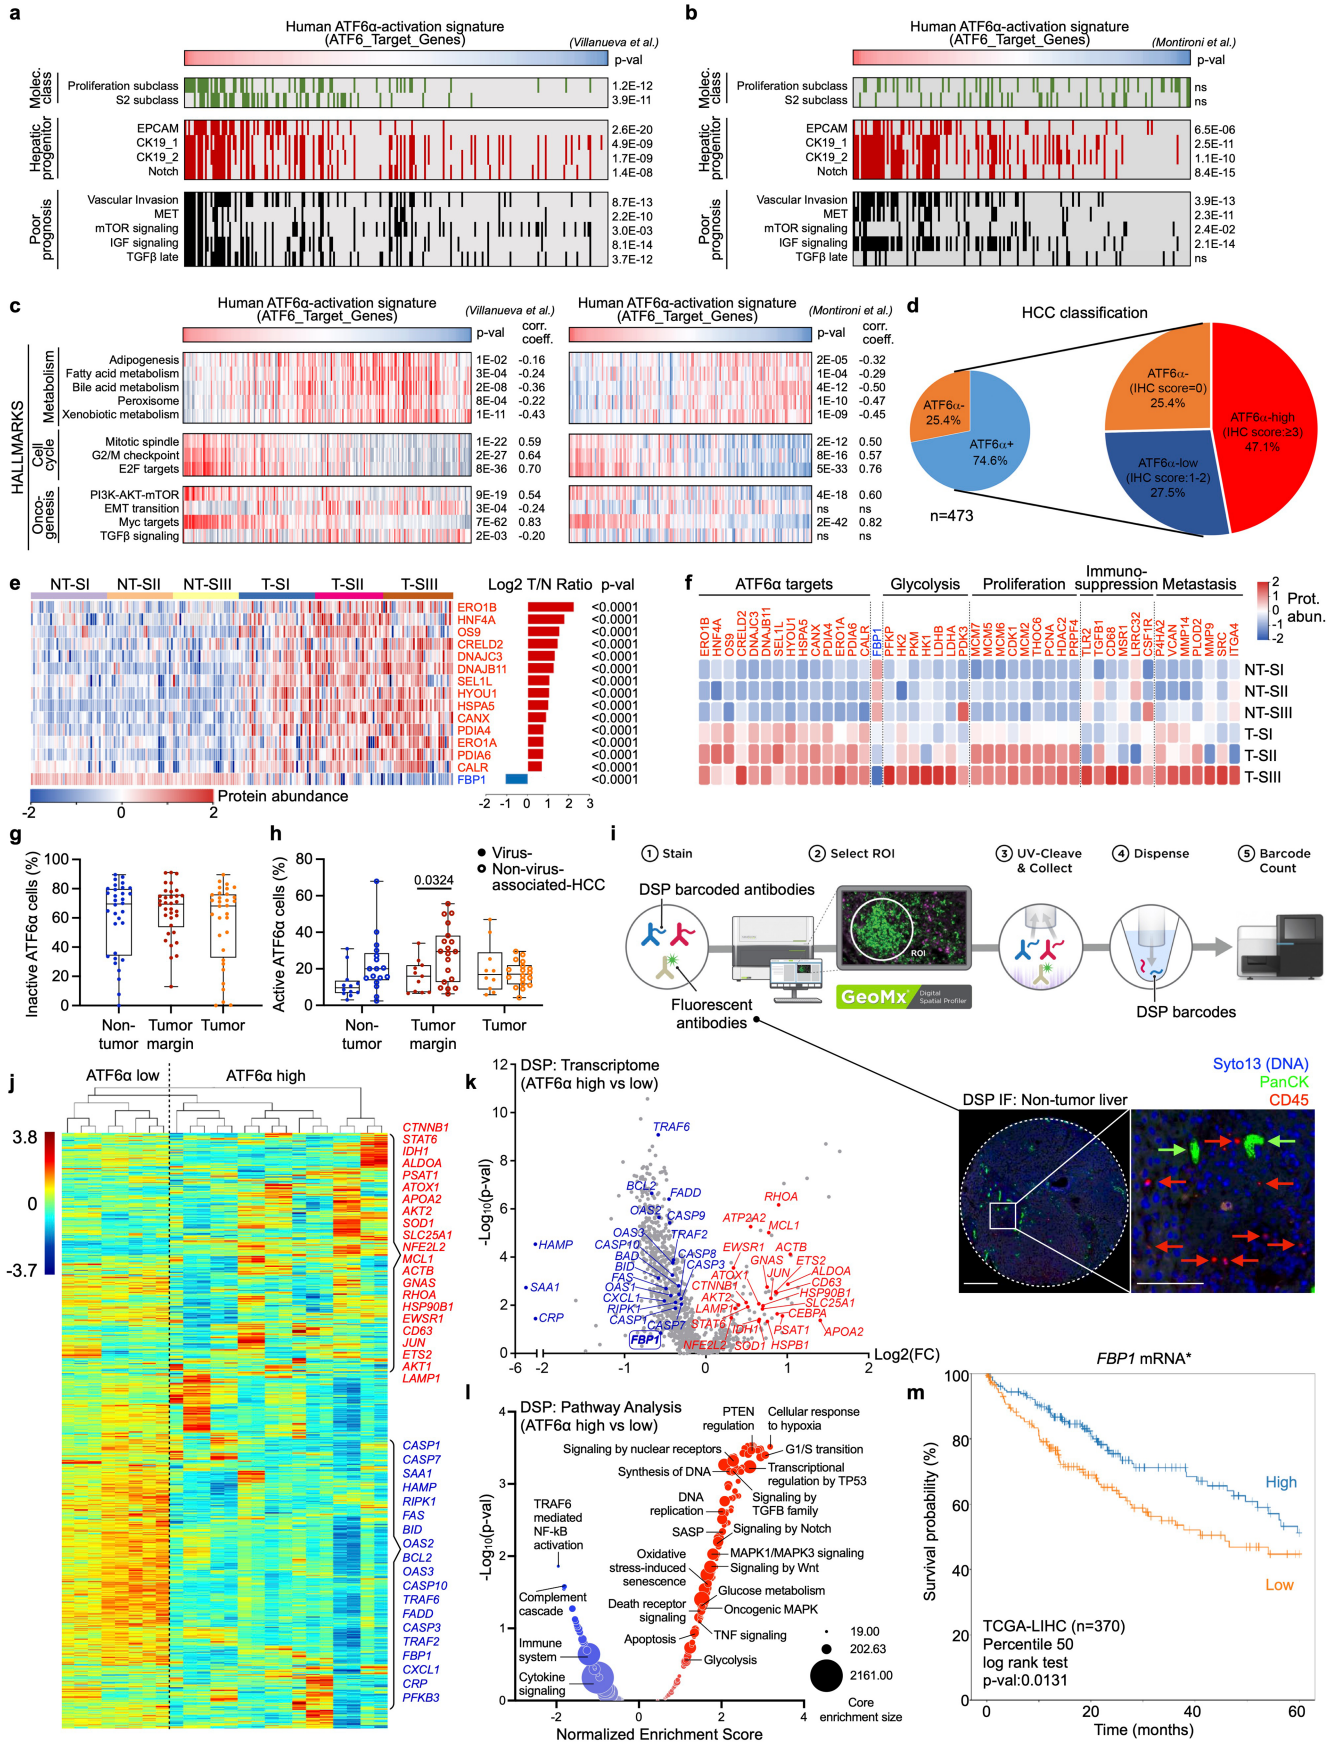 a
Human ATF6α-activation signature
(ATF6_Target_Genes)
(Villanueva et al.)
p-val
Molec. class
Proliferation subclass 1.2E-12
S2 subclass 3.9E-11
Hepatic progenitor
EPCAM 2.6E-20
CK19_1 4.9E-09
CK19_2 1.7E-09
Notch 1.4E-08
Poor prognosis
Vascular Invasion 8.7E-13
MET 2.2E-10
mTOR signaling 3.0E-03
IGF signaling 8.1E-14
TGFβ late 3.7E-12
b
Human ATF6α-activation signature
(ATF6_Target_Genes)
(Montironi et al.)
p-val
Molec. class
Proliferation subclass ns
S2 subclass ns
Hepatic progenitor
EPCAM 6.5E-06
CK19_1 2.5E-11
CK19_2 1.1E-10
Notch 8.4E-15
Poor prognosis
Vascular Invasion 3.9E-13
MET 2.3E-11
mTOR signaling 2.4E-02
IGF signaling 2.1E-14
TGFβ late ns
c
Human ATF6α-activation signature
(ATF6_Target_Genes)
(Villanueva et al.)
p-val corr. coeff.
Human ATF6α-activation signature
(ATF6_Target_Genes)
(Montironi et al.)
p-val corr. coeff.
HALLMARKS
Metabolism
Adipogenesis 1E-02 -0.16 2E-05 -0.32
Fatty acid metabolism 3E-04 -0.24 1E-04 -0.29
Bile acid metabolism 2E-08 -0.36 4E-12 -0.50
Peroxisome 8E-04 -0.22 1E-10 -0.47
Xenobiotic metabolism 1E-11 -0.43 1E-09 -0.45
Cell cycle
Mitotic spindle 1E-22 0.59 2E-12 0.50
G2/M checkpoint 2E-27 0.64 8E-16 0.57
E2F targets 8E-36 0.70 5E-33 0.76
Onco-genesis
PI3K-AKT-mTOR 9E-19 0.54 4E-18 0.60
EMT transition 3E-04 -0.24 ns ns
Myc targets 7E-62 0.83 2E-42 0.82
TGFβ signaling 2E-03 -0.20 ns ns
d
HCC classification
ATF6α-
25.4%
ATF6α+
74.6%
n=473
ATF6α-
(IHC score=0)
25.4%
ATF6α-high
(IHC score:≥3)
47.1%
ATF6α-low
(IHC score:1-2)
27.5%
e
NT-SI NT-SII NT-SIII T-SI T-SII T-SIII
Log2 T/N Ratio p-val
ERO1B <0.0001
HNF4A <0.0001
OS9 <0.0001
CRELD2 <0.0001
DNAJC3 <0.0001
DNAJB11 <0.0001
SEL1L <0.0001
HYOU1 <0.0001
HSPA5 <0.0001
CANX <0.0001
PDIA4 <0.0001
ERO1A <0.0001
PDIA6 <0.0001
CALR <0.0001
FBP1 <0.0001
Protein abundance
-2 0 2
-2 -1 0 1 2 3
f
ATF6α targets Glycolysis Proliferation Immuno-suppression Metastasis
ERO1B HNF4A OS9 CRELD2 DNAJC3 DNAJB11 SEL1L HYOU1 HSPA5 CANX PDIA4 ERO1A PDIA6 CALR
FBP1
PFKP HK2 PKM HK1 LDHB LDHA PDK3
MCM7 MCM5 MCM6 CDK1 MCM2 THOC6 PCNA HDAC2 PRPF4
TLR2 TGFB1 CD68 MSR1 LRRC32 CSF1R
P4HA2 VCAN MMP14 PLOD2 MMP9 SRC ITGA4
NT-SI
NT-SII
NT-SIII
T-SI
T-SII
T-SIII
2
1
0
-1
-2
Prot. abun.
g
Inactive ATF6α cells (%)
100
80
60
40
20
0
Non-tumor
Tumor margin
Tumor
h
Active ATF6α cells (%)
80
60
40
20
0
0.0324
Virus-
Non-virus-
associated-HCC
Non-tumor
Tumor margin
Tumor
i
1 Stain
2 Select ROI
3 UV-Cleave & Collect
4 Dispense
5 Barcode Count
DSP barcoded antibodies
ROI
GeoMx Digital Spatial Profiler
Fluorescent antibodies
DSP barcodes
Syto13 (DNA)
PanCK
CD45
DSP IF: Non-tumor liver
j
ATF6α low ATF6α high
3.8
0
-3.7
CTNNB1
STAT6
IDH1
ALDOA
PSAT1
ATOX1
APOA2
AKT2
SOD1
SLC25A1
NFE2L2
MCL1
ACTB
GNAS
RHOA
HSP90B1
EWSR1
CD63
JUN
ETS2
AKT1
LAMP1
CASP1
CASP7
SAA1
HAMP
RIPK1
FAS
BID
OAS2
BCL2
OAS3
CASP10
TRAF6
FADD
CASP3
TRAF2
FBP1
CXCL1
CRP
PFKFB3
k
DSP: Transcriptome
(ATF6α high vs low)
-Log10(p-val)
12
10
8
6
4
2
0
-6 -2 -1 0 1 2
Log2(FC)
TRAF6
BCL2
FADD
OAS2
CASP9
OAS3
TRAF2
CASP10
CASP8
BAD
CASP3
BID
FAS
OAS1
CXCL1
RIPK1
CASP1
CASP7
FBP1
HAMP
SAA1
CRP
RHOA
ATP2A2
MCL1
EWSR1
ACTB
GNAS
ETS2
JUN
ALDOA
ATOX1
CD63
CTNNB1
HSP90B1
AKT2
SLC25A1
LAMP1
CEBPA
STAT6
IDH1
PSAT1
APOA2
NFE2L2
SOD1
HSPB1
l
DSP: Pathway Analysis
(ATF6α high vs low)
-Log10(p-val)
4
3
2
1
0
-2 0 2 4
Normalized Enrichment Score
PTEN regulation
Cellular response to hypoxia
Signaling by nuclear receptors
G1/S transition
Synthesis of DNA
Transcriptional regulation by TP53
DNA replication
Signaling by TGFB family
SASP
Signaling by Notch
TRAF6 mediated NF-kB activation
Oxidative stress-induced senescence
MAPK1/MAPK3 signaling
Signaling by Wnt
Complement cascade
Glucose metabolism
Death receptor signaling
Oncogenic MAPK
TNF signaling
Immune system
Apoptosis
Glycolysis
Cytokine signaling
19.00
202.63
2161.00
Core enrichment size
m
FBP1 mRNA*
Survival probability (%)
100
80
60
40
20
0
High
Low
TCGA-LIHC (n=370)
Percentile 50
log rank test
p-val:0.0131
0 20 40 60
Time (months)